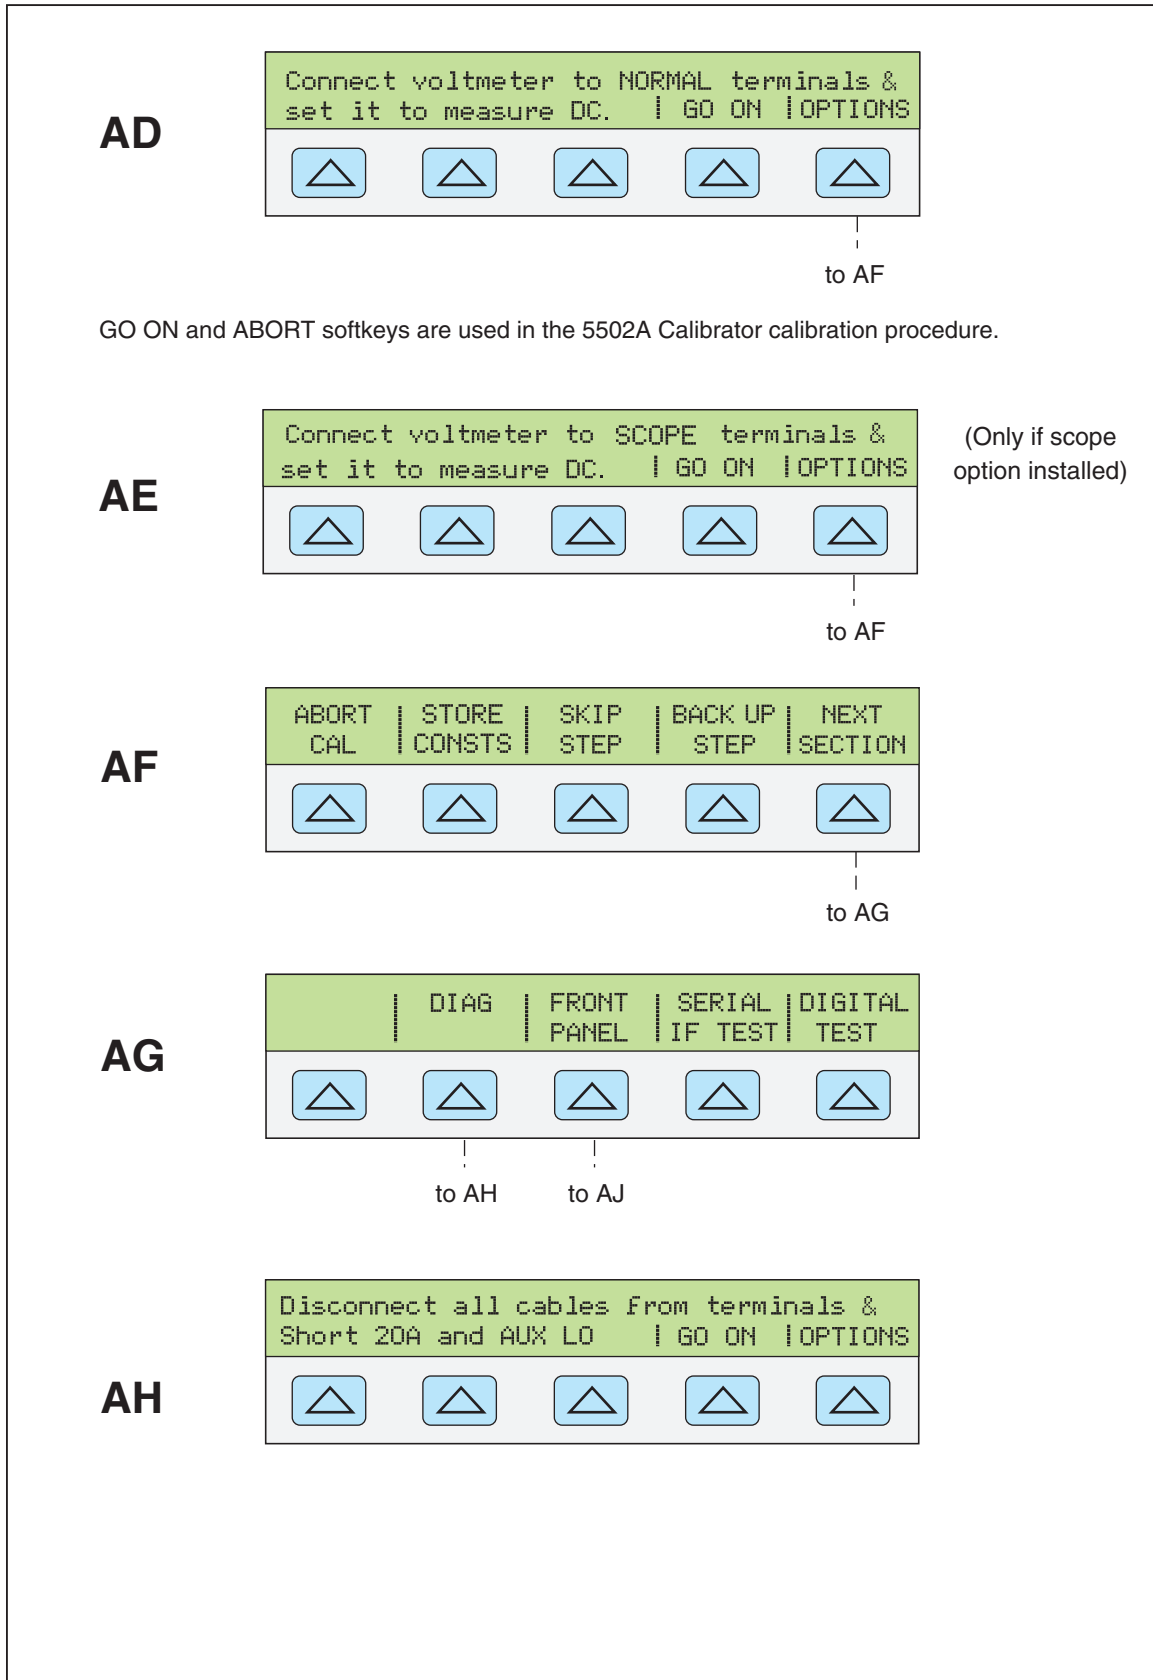 Connect voltmeter to NORMAL terminals &
set it to measure DC. GO ON OPTIONS
AD
to AF
GO ON and ABORT softkeys are used in the 5502A Calibrator calibration procedure.
Connect voltmeter to SCOPE terminals &
set it to measure DC. GO ON OPTIONS
(Only if scope
option installed)
AE
to AF
ABORT STORE SKIP BACK UP NEXT
CAL CONSTS STEP STEP SECTION
AF
to AG
DIAG FRONT SERIAL DIGITAL
PANEL IF TEST TEST
AG
to AH to AJ
Disconnect all cables from terminals &
Short 20A and AUX LO GO ON OPTIONS
AH